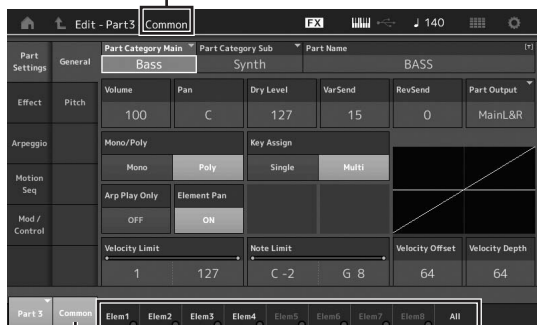 Edit - Part3 Common FX 140
Part Settings General Part Category Main Part Category Sub Part Name
Bass Synth BASS
Effect Pitch Volume Pan Dry Level VarSend RevSend Part Output
100 C 127 15 0 MainL&R
Arpeggio Mono/Poly Key Assign
Mono Poly Single Multi
Motion Seq Arp Play Only Element Pan
OFF ON
Mod / Control
Velocity Limit Note Limit Velocity Offset Velocity Depth
1 127 C -2 G 8 64 64
Part 3 Common Elem1 Elem2 Elem3 Elem4 Elem5 Elem6 Elem7 Elem8 All